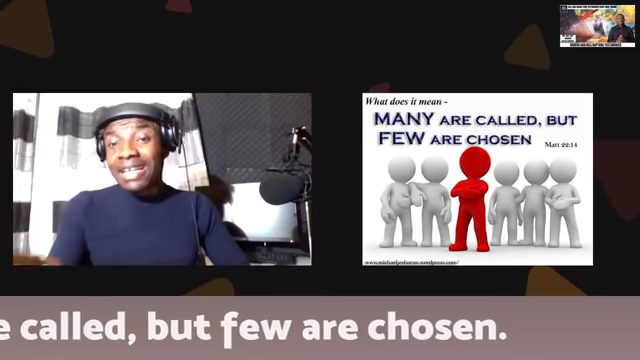 What does it mean -
MANY ARE CALLED, BUT
FEW ARE CHOSEN
Matt 22:14
e called, but few are chosen.